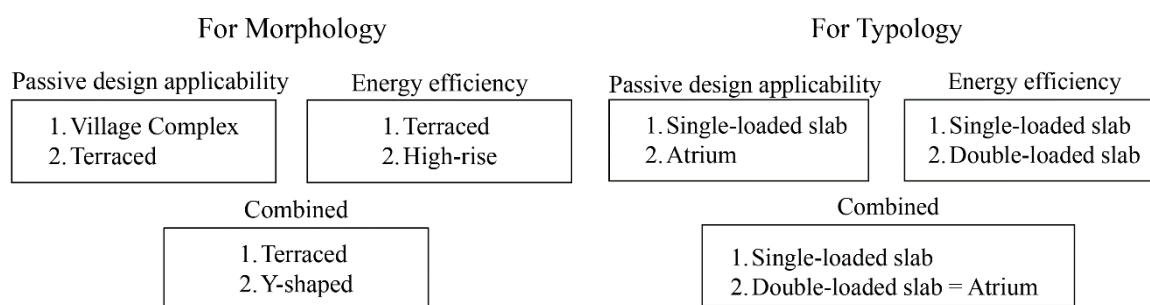 For Morphology
Passive design applicability
1. Village Complex
2. Terraced
Energy efficiency
1. Terraced
2. High-rise
Combined
1. Terraced
2. Y-shaped
For Typology
Passive design applicability
1. Single-loaded slab
2. Atrium
Energy efficiency
1. Single-loaded slab
2. Double-loaded slab
Combined
1. Single-loaded slab
2. Double-loaded slab = Atrium